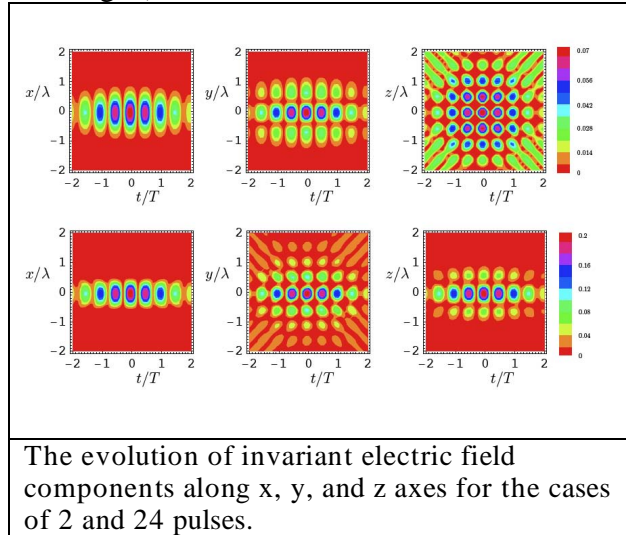 2 2 2 0.07
x/λ 1 y/λ 1 z/λ 1 0.056
0 0 0 0.042
−1 −1 −1 0.028
0.014
−2 −2 −2 0
−2 −1 0 1 2 −2 −1 0 1 2 −2 −1 0 1 2
t/T t/T t/T
2 2 2 0.2
x/λ 1 y/λ 1 z/λ 1 0.16
0 0 0 0.12
−1 −1 −1 0.08
0.04
−2 −2 −2 0
−2 −1 0 1 2 −2 −1 0 1 2 −2 −1 0 1 2
t/T t/T t/T
The evolution of invariant electric field
components along x, y, and z axes for the cases
of 2 and 24 pulses.